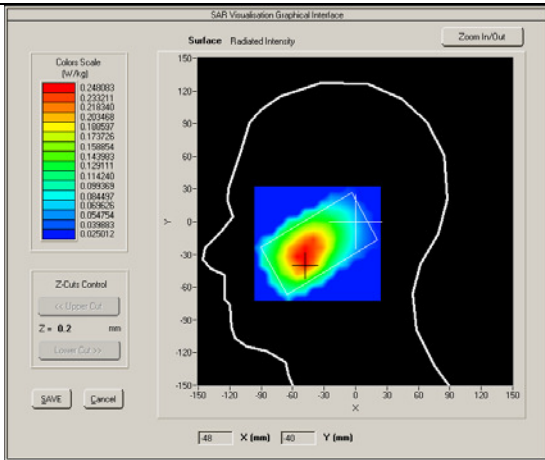 SAR Visualisation Graphical Interface
Surface Radiated Intensity
Zoom In/Out
Colors Scale
(W/kg)
0.248083
0.233211
0.218340
0.203468
0.188597
0.173726
0.158854
0.143983
0.129111
0.114240
0.099369
0.084497
0.069626
0.054754
0.039883
0.025012
Z-Cuts Control
<< Upper Cut
Z = 0.2 mm
Lower Cut >>
SAVE Cancel
150-
120-
90-
60-
30-
0-
-30-
-60-
-90-
-120-
-150-
Y
-150 -120 -90 -60 -30 0 30 60 90 120 150
X
-48 X (mm) -40 Y (mm)